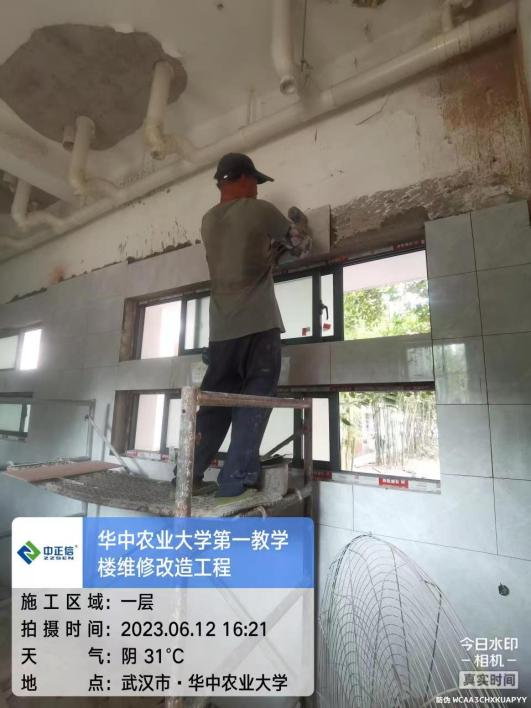 中正信
ZZSEN
华中农业大学第一教学
楼维修改造工程
施工区域：一层
拍摄时间：2023.06.12 16:21
天气：阴 31℃
地点：武汉市·华中农业大学
今日水印
-相机-
真实时间
防伪 WCAA3CHXKUAPYY